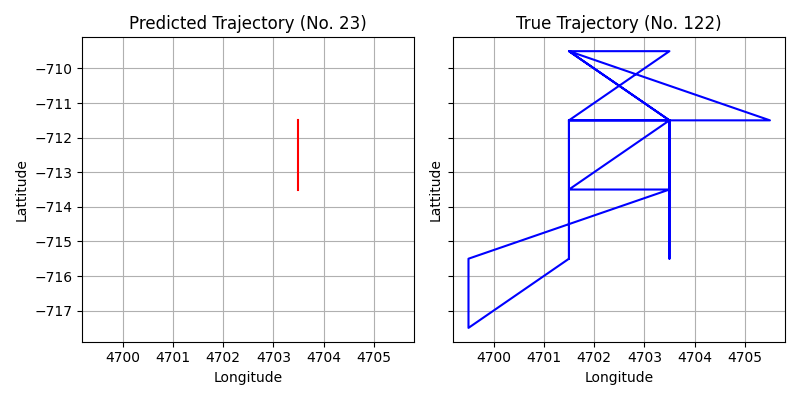 Predicted Trajectory (No. 23)
True Trajectory (No. 122)
Lattitude
−710
−711
−712
−713
−714
−715
−716
−717
4700 4701 4702 4703 4704 4705
Longitude
Lattitude
4700 4701 4702 4703 4704 4705
Longitude